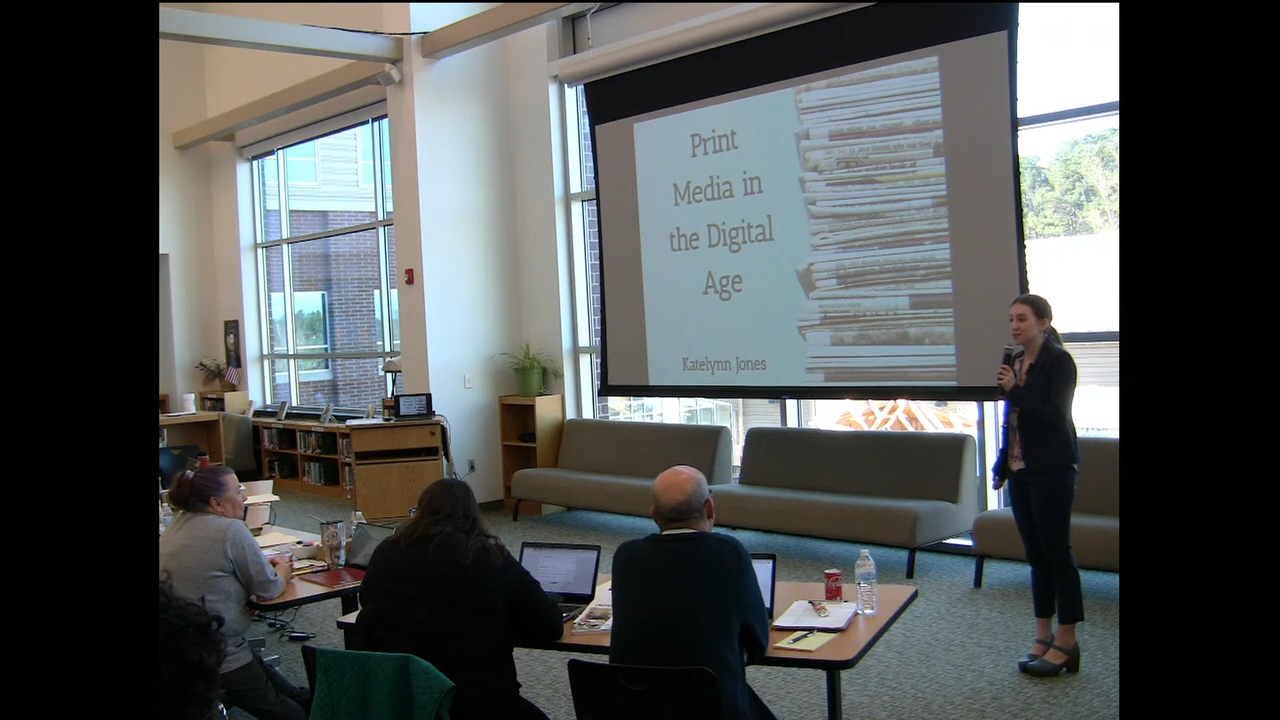 Print
Media in
the Digital
Age
Katelynn Jones